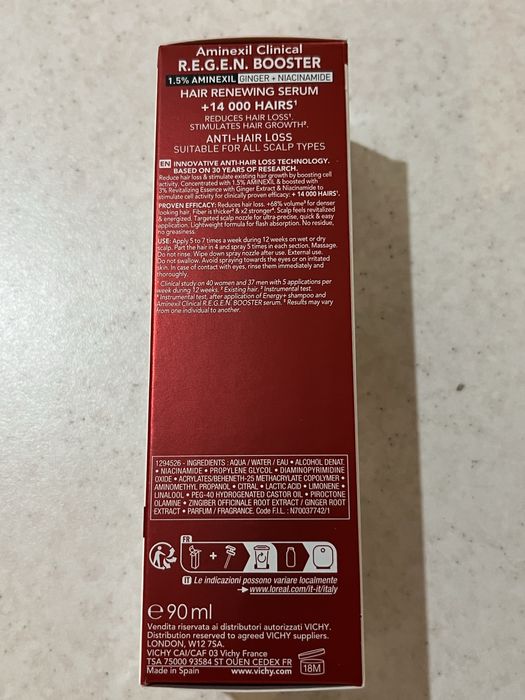 Aminexil Clinical
R.E.G.E.N. BOOSTER
1.5% AMINEXIL GINGER + NIACINAMIDE
HAIR RENEWING SERUM
+14 000 HAIRS¹
REDUCES HAIR LOSS¹.
STIMULATES HAIR GROWTH².
ANTI-HAIR LOSS
SUITABLE FOR ALL SCALP TYPES
EN INNOVATIVE ANTI-HAIR LOSS TECHNOLOGY.
BASED ON 30 YEARS OF RESEARCH.
Reduce hair loss & stimulate existing hair growth by boosting cell
activity. Concentrated with 1.5% AMINEXIL & boosted with
3% Revitalizing Essence with Ginger Extract & Niacinamide to
stimulate cell activity for clinically proven efficacy: + 14 000 HAIRS¹.
PROVEN EFFICACY: Reduces hair loss. +68% volume³ for denser
looking hair. Fiber is thicker³ & x2 stronger⁴. Scalp feels revitalized
& energized. Targeted scalp nozzle for ultra-precise, quick & easy
application. Lightweight formula for flash absorption. No residue,
no greasiness.
USE: Apply 5 to 7 times a week during 12 weeks on wet or dry
scalp. Part the hair in 4 and spray 5 times in each section. Massage.
Do not rinse. Wipe down spray nozzle after use. External use.
Do not swallow. Avoid spraying towards the eyes or on irritated
skin. In case of contact with eyes, rinse them immediately and
thoroughly.
¹ Clinical study on 40 women and 37 men with 5 applications per
week during 12 weeks. ² Existing hair. ³ Instrumental test.
⁴ Instrumental test, after application of Energy+ shampoo and
Aminexil Clinical R.E.G.E.N. BOOSTER serum. ⁵ Results may vary
from one individual to another.
1294526 - INGREDIENTS : AQUA / WATER / EAU • ALCOHOL DENAT.
• NIACINAMIDE • PROPYLENE GLYCOL • DIAMINOPYRIMIDINE
OXIDE • ACRYLATES/BEHENETH-25 METHACRYLATE COPOLYMER •
AMINOMETHYL PROPANOL • CITRAL • LACTIC ACID • LIMONENE •
LINALOOL • PEG-40 HYDROGENATED CASTOR OIL • PIROCTONE
OLAMINE • ZINGIBER OFFICINALE ROOT EXTRACT / GINGER ROOT
EXTRACT • PARFUM / FRAGRANCE. Code F.I.L. : N70037742/1
FR
+
IT Le indicazioni possono variare localmente
www.loreal.com/it-it/italy
℮ 90 ml
Vendita riservata ai distributori autorizzati VICHY.
Distribution reserved to agreed VICHY suppliers.
LONDON, W12 7SA.
VICHY CAI/CAF 03 Vichy France
TSA 75000 93584 ST OUEN CEDEX FR
Made in Spain www.vichy.com
18M